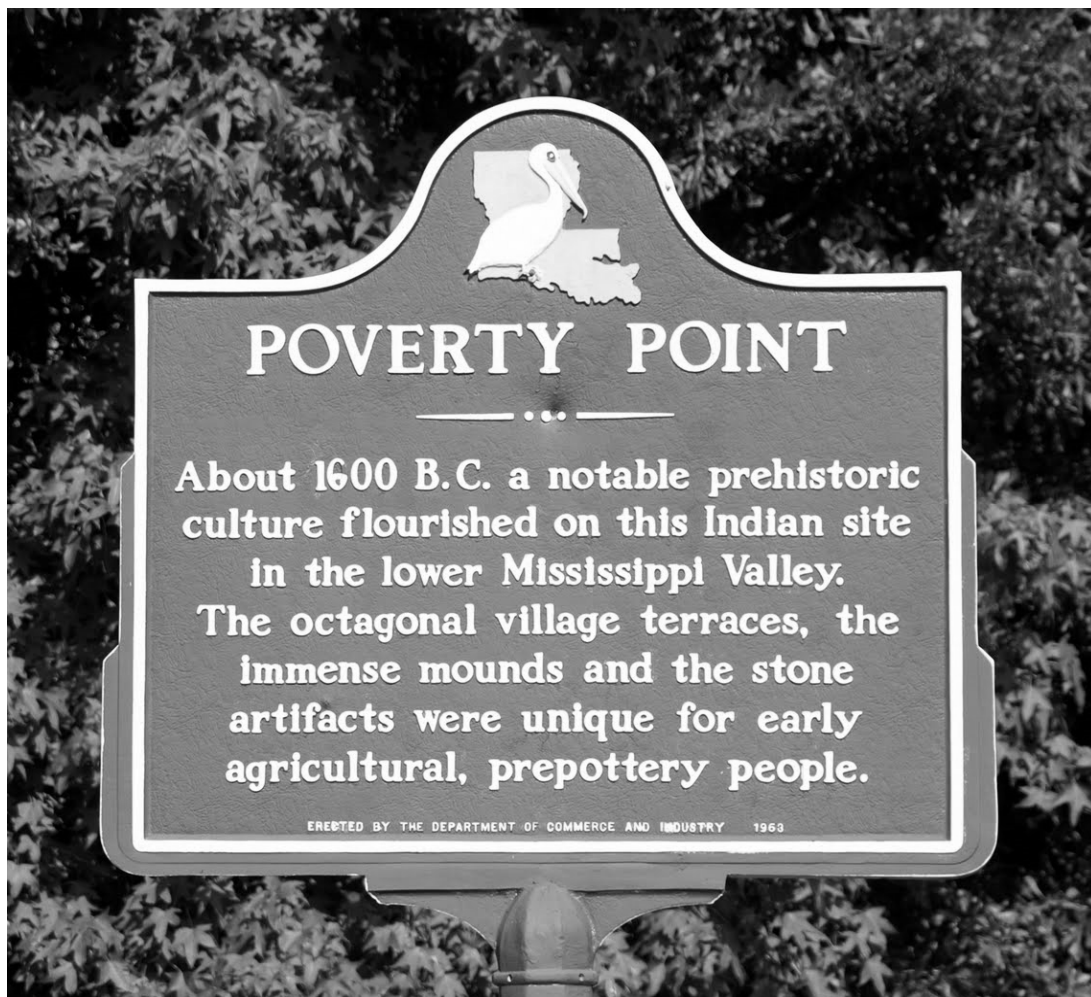 POVERTY POINT
About 1600 B.C. a notable prehistoric
culture flourished on this Indian site
in the lower Mississippi Valley.
The octagonal village terraces, the
immense mounds and the stone
artifacts were unique for early
agricultural, prepottery people.
ERECTED BY THE DEPARTMENT OF COMMERCE AND INDUSTRY 1963